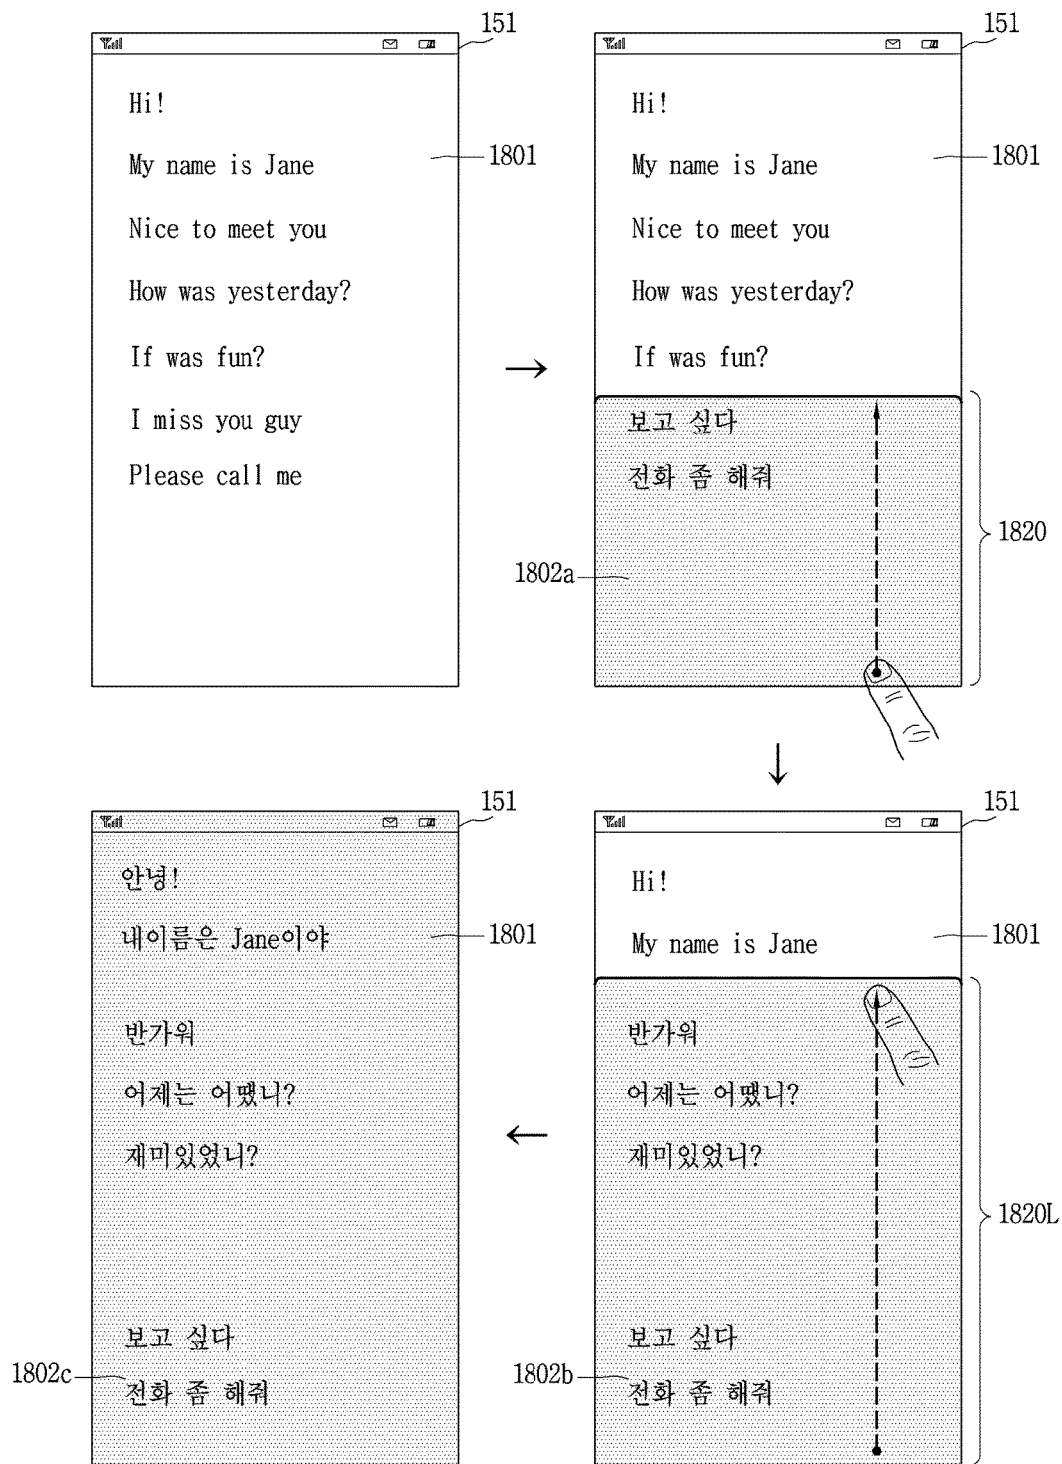 151
Hi!
My name is Jane
1801
Nice to meet you
How was yesterday?
If was fun?
I miss you guy
Please call me
→
151
Hi!
My name is Jane
1801
Nice to meet you
How was yesterday?
If was fun?
보고 싶다
전화 좀 해줘
1820
1802a
↓
151
Hi!
My name is Jane
1801
반가워
어제는 어땠니?
재미있었니?
1820L
보고 싶다
1802b
전화 좀 해줘
←
151
안녕!
내이름은 Jane이야
1801
반가워
어제는 어땠니?
재미있었니?
보고 싶다
1802c
전화 좀 해줘